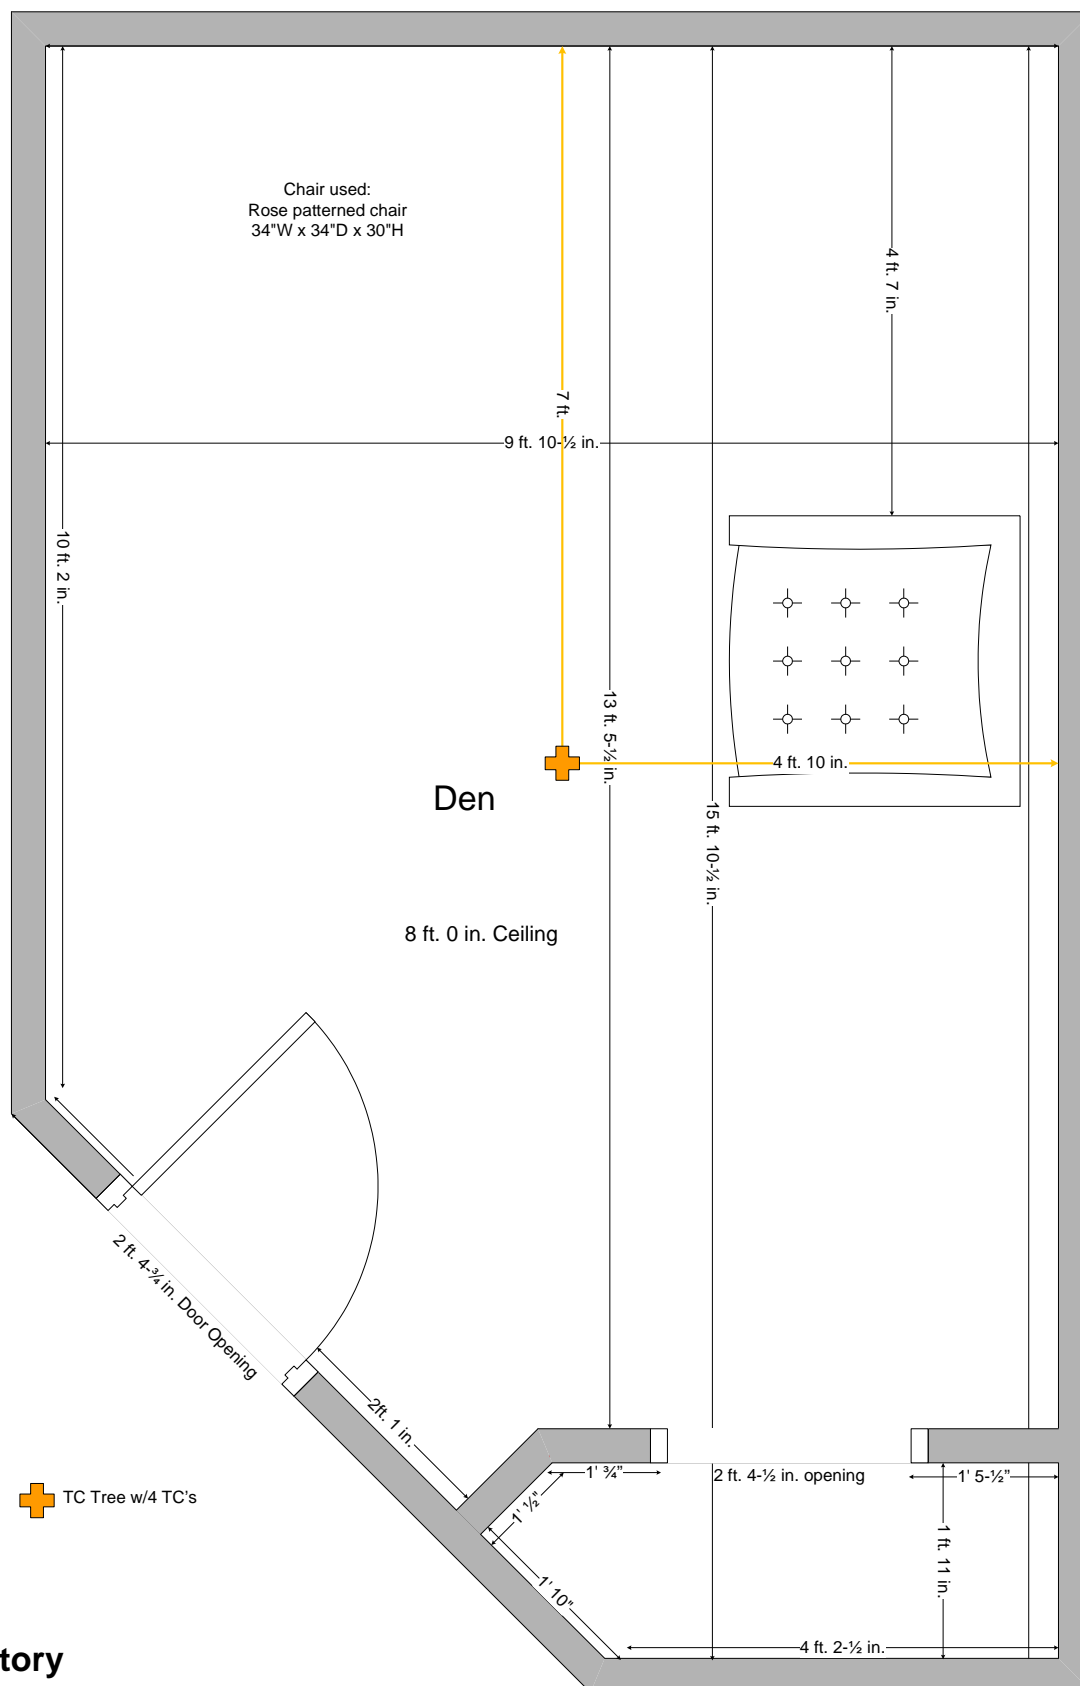 Chair used:
Rose patterned chair
34"W x 34"D x 30"H
4 ft. 7 in.
7 ft.
9 ft. 10-½ in.
10 ft. 2 in.
13 ft. 5-½ in.
4 ft. 10 in.
Den
15 ft. 10-½ in.
8 ft. 0 in. Ceiling
2 ft. 4-¾ in. Door Opening
2ft. 1 in.
1' ¾”
2 ft. 4-½ in. opening
1' 5-½”
TC Tree w/4 TC’s
1' ½”
1 ft. 11 in.
1' 10”
4 ft. 2-½ in.
tory